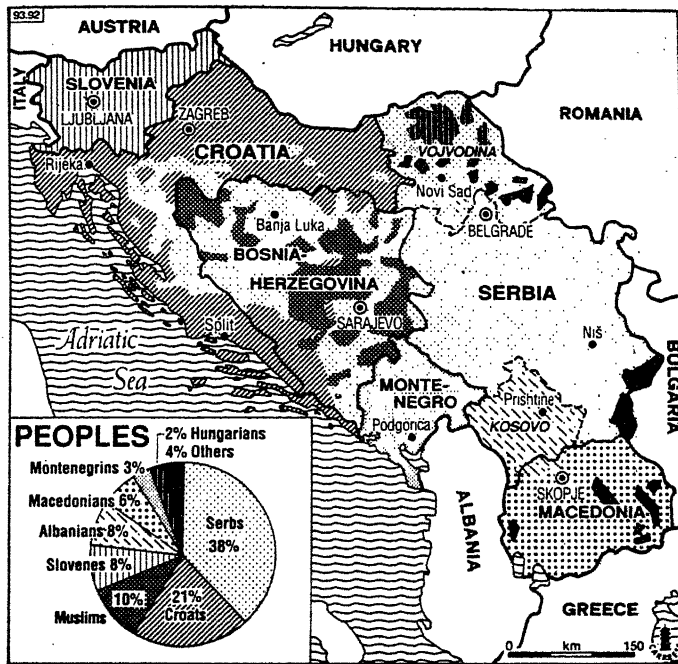 93.92
AUSTRIA
HUNGARY
ITALY
SLOVENIA
LJUBLJANA
ZAGREB
ROMANIA
CROATIA
Rijeka
VOJVODINA
Novi Sad
BELGRADE
Banja Luka
BOSNIA-
HERZEGOVINA
SARAJEVO
SERBIA
Split
Adriatic
Sea
Niš
BULGARIA
MONTE-
NEGRO
Prishtine
KOSOVO
Podgorica
SKOPJE
MACEDONIA
ALBANIA
GREECE
0 km 150
PEOPLES
2% Hungarians
4% Others
Montenegrins 3%
Macedonians 6%
Albanians 8%
Slovenes 8%
Muslims
10%
21%
Croats
Serbs
38%